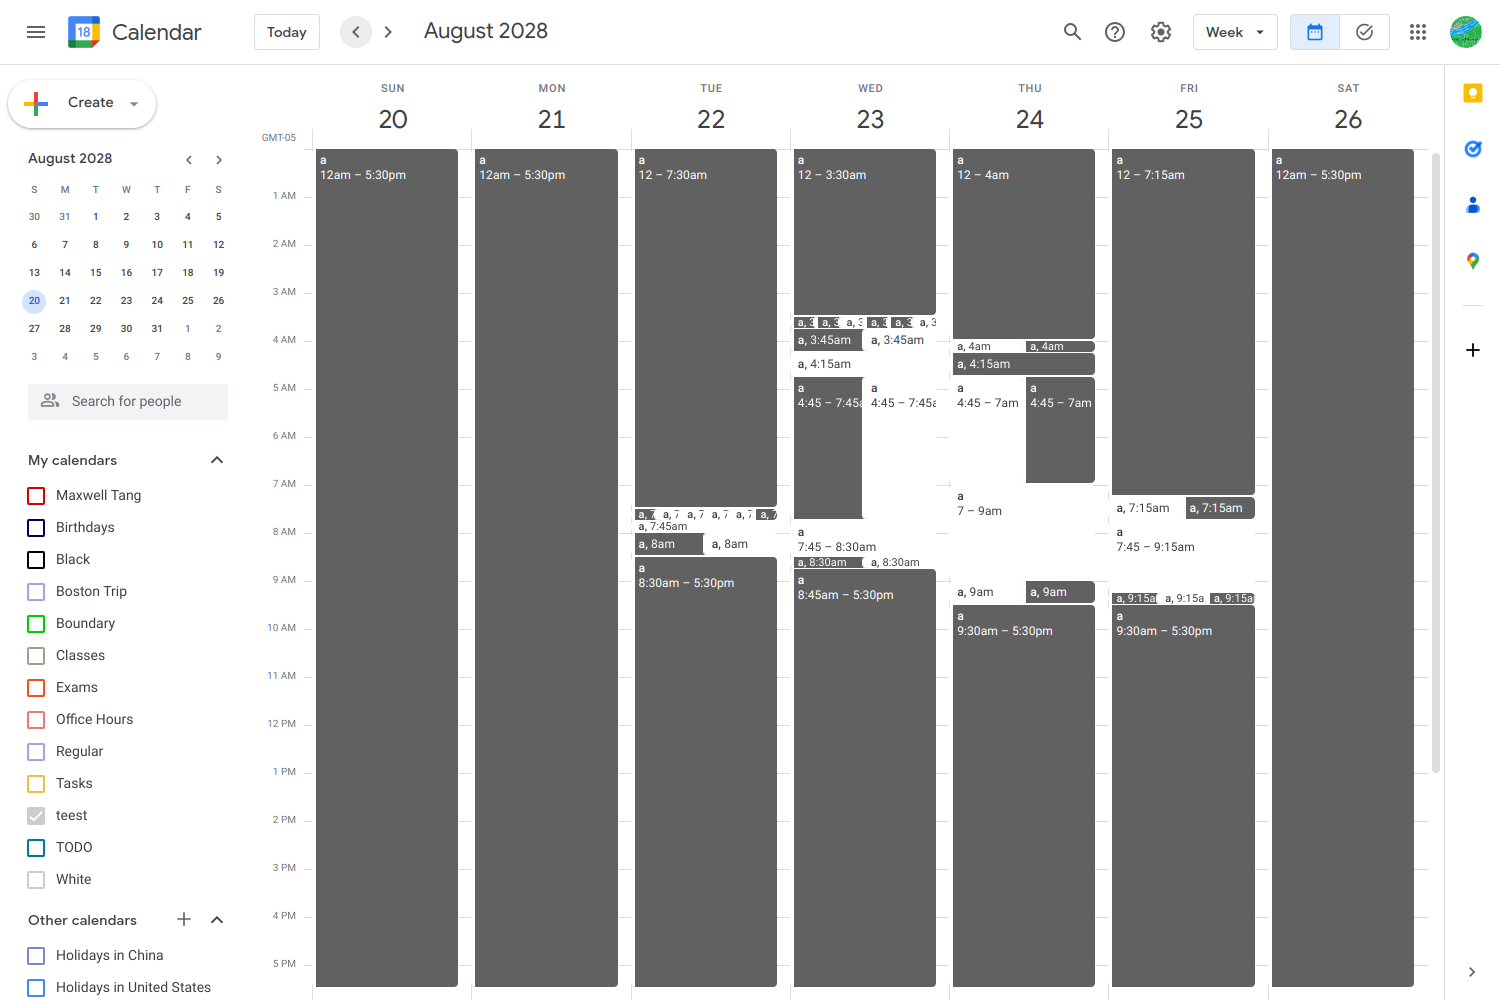 18 Calendar
Today
August 2028
Week
Create
August 2028
S M T W T F S
30 31 1 2 3 4 5
6 7 8 9 10 11 12
13 14 15 16 17 18 19
20 21 22 23 24 25 26
27 28 29 30 31 1 2
3 4 5 6 7 8 9
Search for people
My calendars
Maxwell Tang
Birthdays
Black
Boston Trip
Boundary
Classes
Exams
Office Hours
Regular
Tasks
teest
TODO
White
Other calendars
Holidays in China
Holidays in United States
GMT-05
1 AM
2 AM
3 AM
4 AM
5 AM
6 AM
7 AM
8 AM
9 AM
10 AM
11 AM
12 PM
1 PM
2 PM
3 PM
4 PM
5 PM
SUN
20
a
12am – 5:30pm
MON
21
a
12am – 5:30pm
TUE
22
a
12 – 7:30am
a, 7
a, 7
a, 7
a, 7
a, 7
a, 7
a, 7:45am
a, 8am
a, 8am
a
8:30am – 5:30pm
WED
23
a
12 – 3:30am
a, 3
a, 3
a, 3
a, 3
a, 3
a, 3
a, 3:45am
a, 3:45am
a, 4:15am
a
4:45 – 7:45a
a
4:45 – 7:45a
a
7:45 – 8:30am
a, 8:30am
a, 8:30am
a
8:45am – 5:30pm
THU
24
a
12 – 4am
a, 4am
a, 4am
a, 4:15am
a
4:45 – 7am
a
4:45 – 7am
a
7 – 9am
a, 9am
a, 9am
a
9:30am – 5:30pm
FRI
25
a
12 – 7:15am
a, 7:15am
a, 7:15am
a
7:45 – 9:15am
a, 9:15a
a, 9:15a
a, 9:15a
a
9:30am – 5:30pm
SAT
26
a
12am – 5:30pm